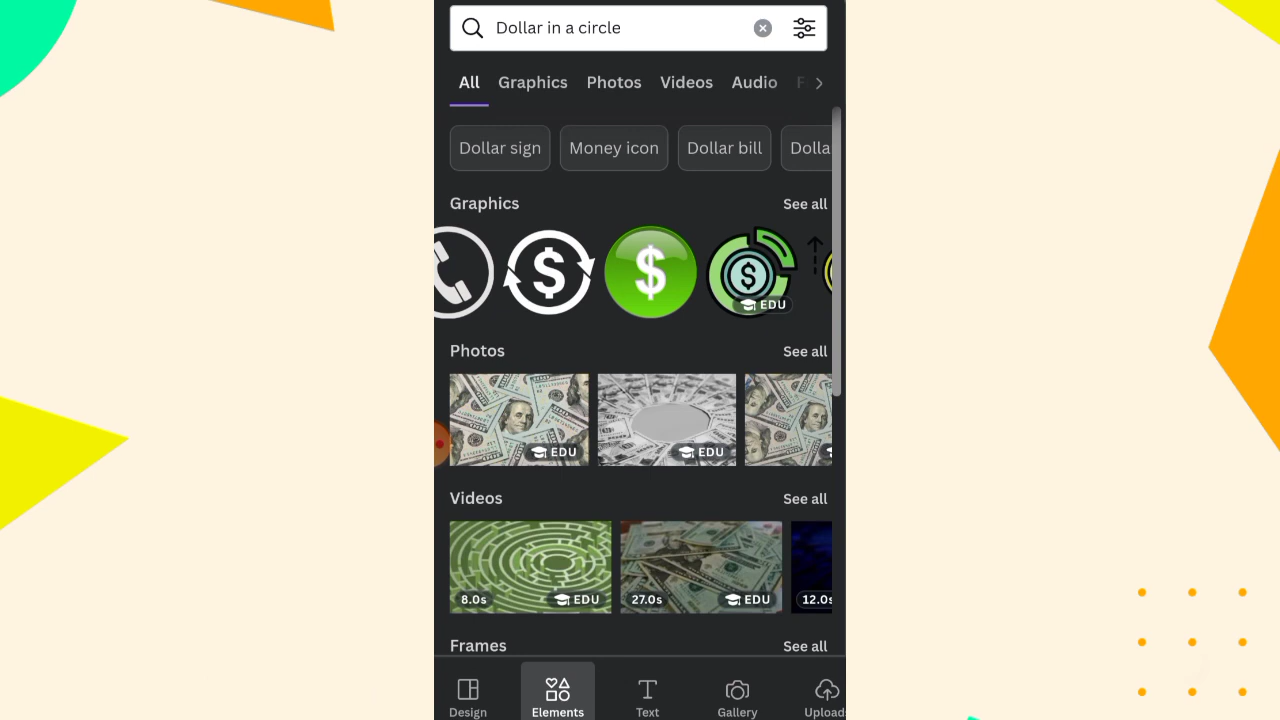 Dollar in a circle
All Graphics Photos Videos Audio
Dollar sign Money icon Dollar bill Dolla
Graphics See all
$ $ $
EDU
Photos See all
EDU EDU
Videos See all
8.0s EDU 27.0s EDU 12.0s
Frames See all
Design Elements Text Gallery Uploads